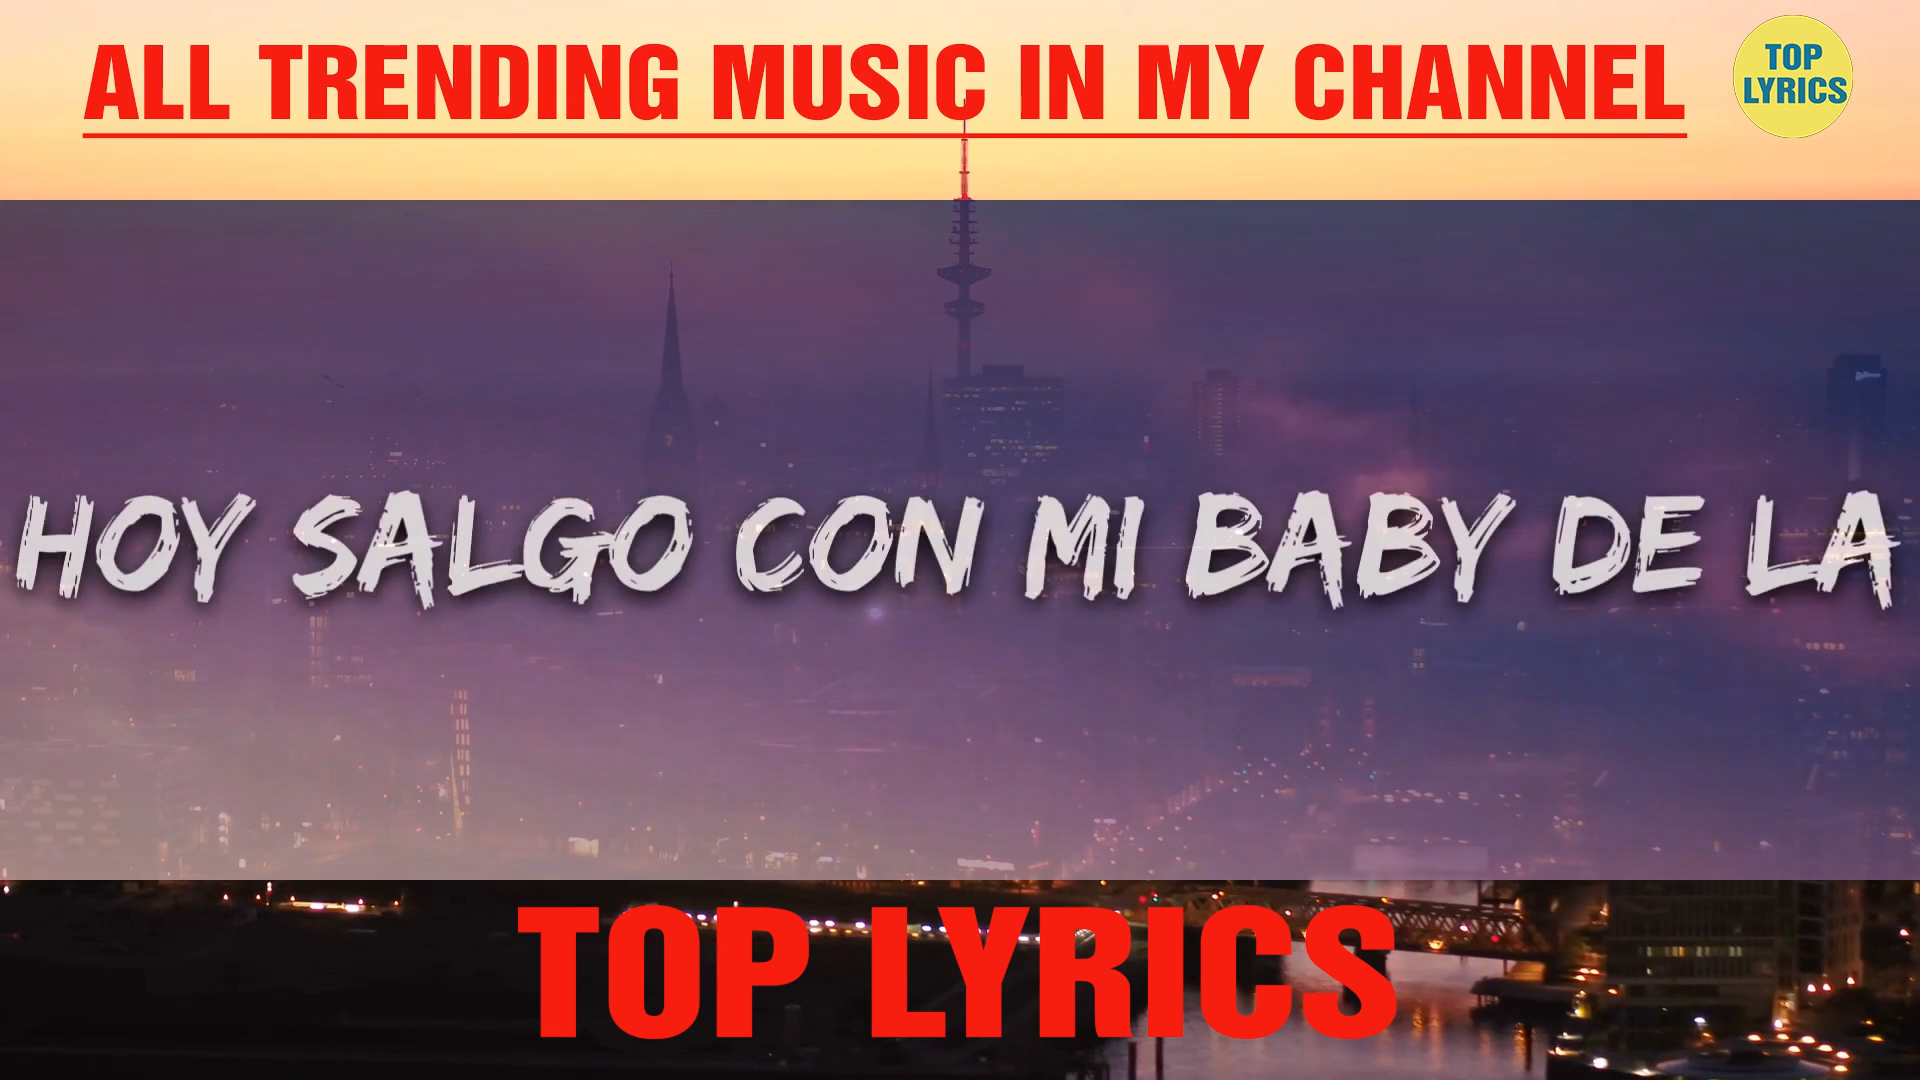 ALL TRENDING MUSIC IN MY CHANNEL
TOP
LYRICS
HOY SALGO CON MI BABY DE LA
TOP LYRICS